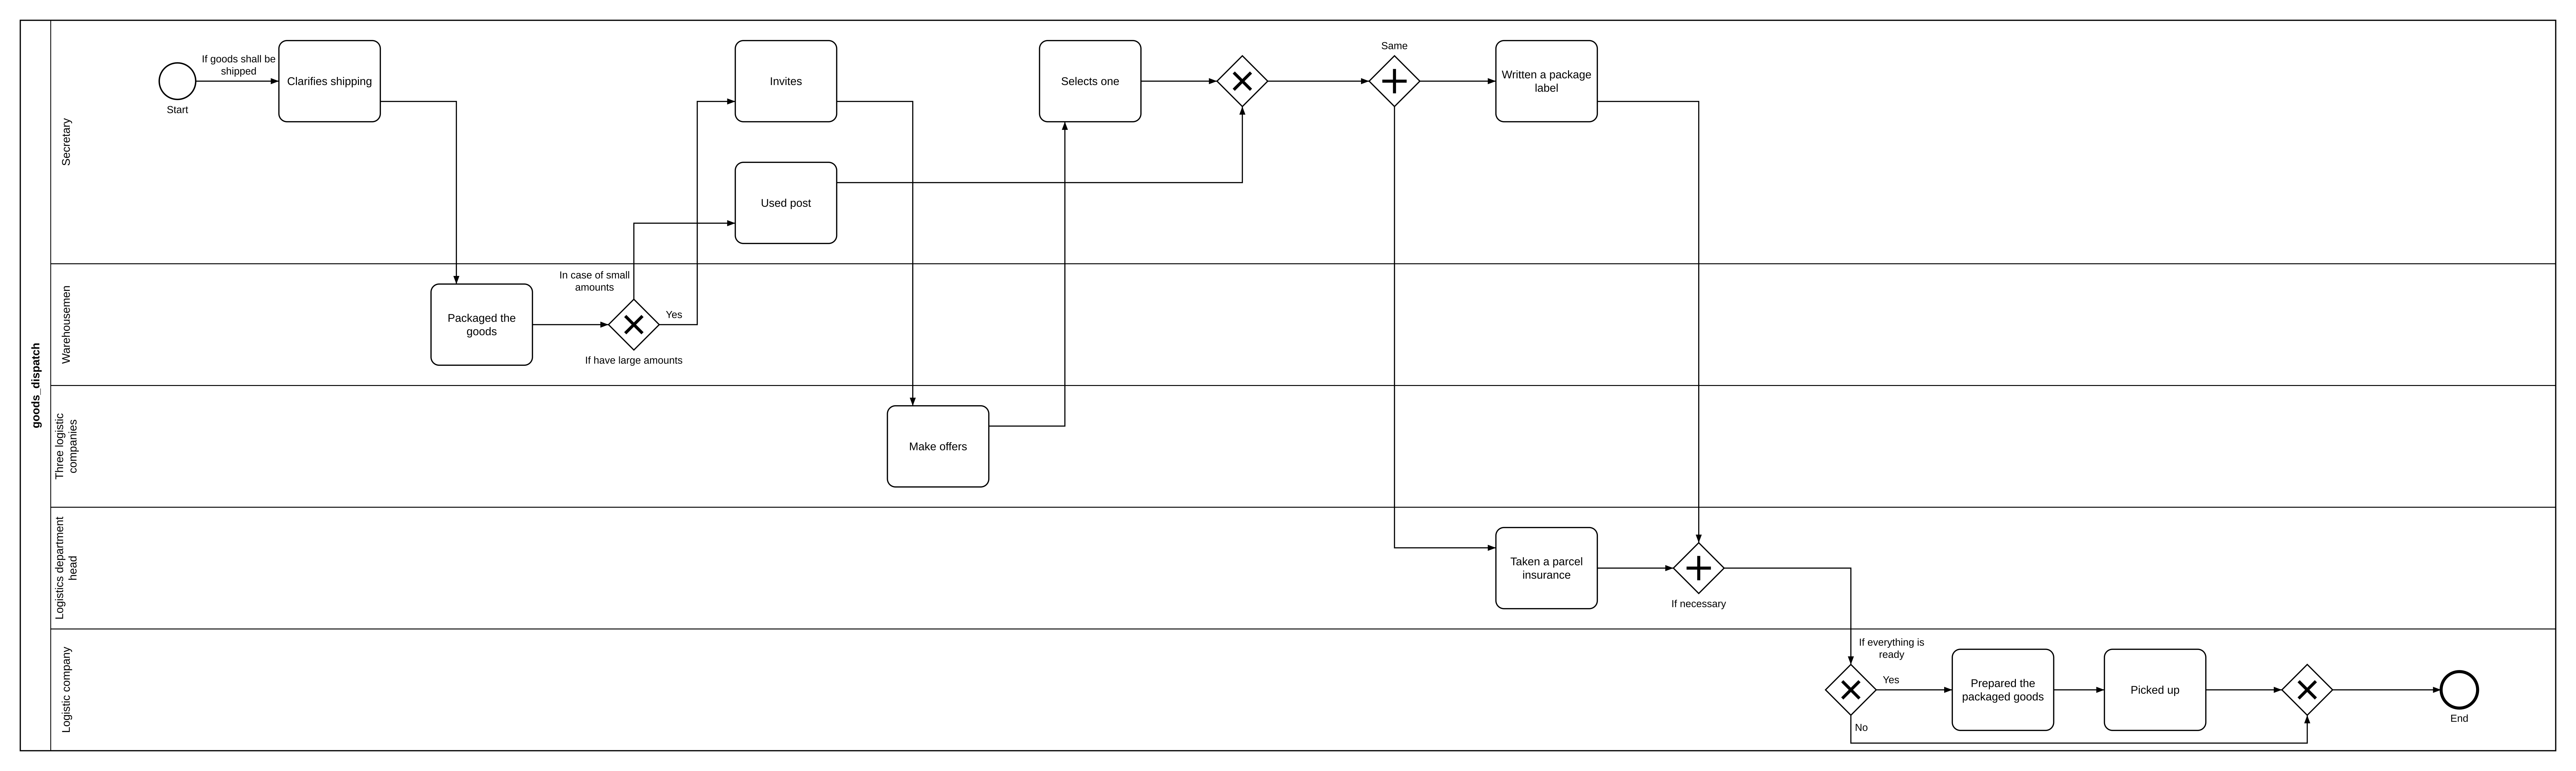 goods_dispatch
Secretary
Start
If goods shall be
shipped
Clarifies shipping
Invites
Used post
Selects one
Same
Written a package
label
Warehousemen
Packaged the
goods
In case of small
amounts
Yes
If have large amounts
Three logistic
companies
Make offers
Logistics department
head
Taken a parcel
insurance
If necessary
Logistic company
If everything is
ready
Yes
No
Prepared the
packaged goods
Picked up
End